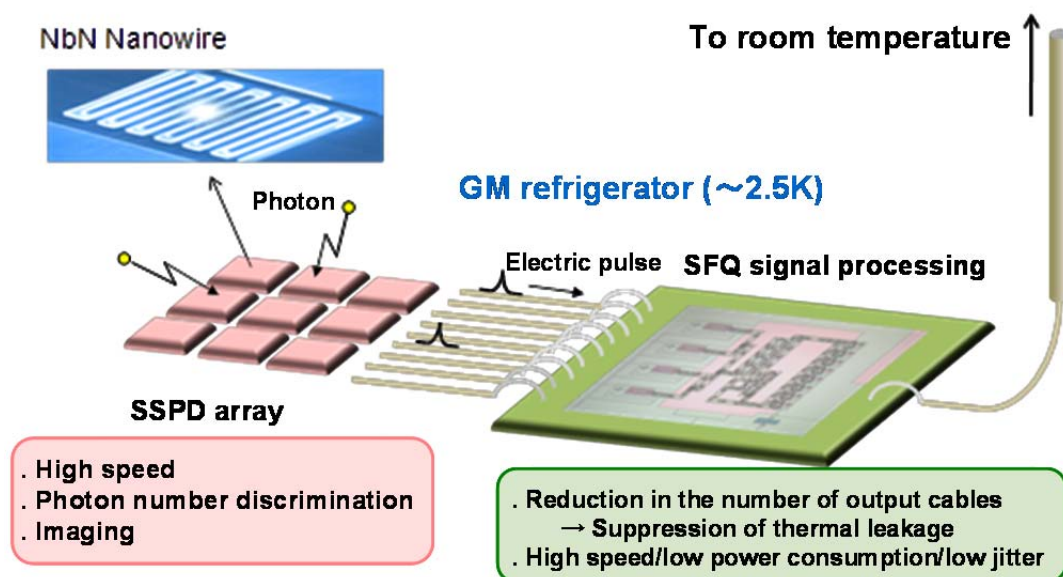 NbN Nanowire
To room temperature
GM refrigerator (～2.5K)
Photon
Electric pulse
SFQ signal processing
SSPD array
. High speed
. Photon number discrimination
. Imaging
. Reduction in the number of output cables
→ Suppression of thermal leakage
. High speed/low power consumption/low jitter